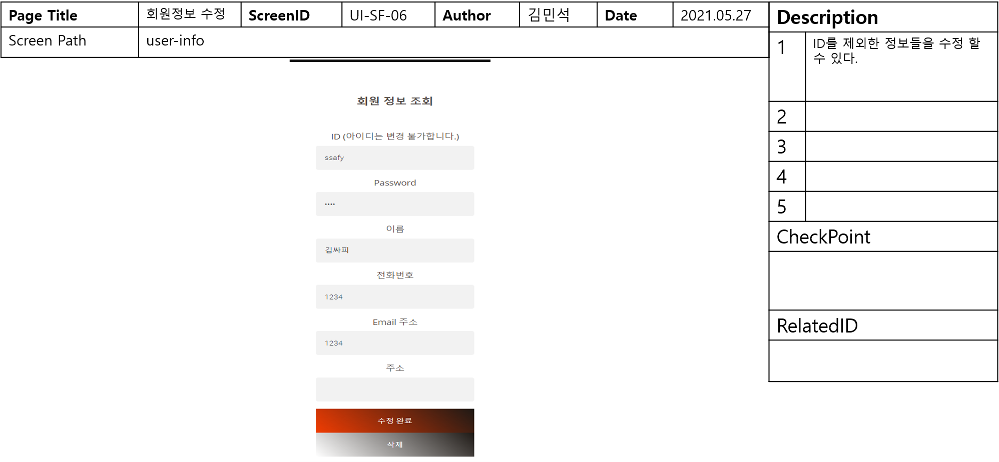 Page Title 회원정보 수정 ScreenID UI-SF-06 Author 김민석 Date 2021.05.27
Screen Path user-info
회원 정보 조회
ID (아이디는 변경 불가합니다.)
ssafy
Password
••••
이름
김싸피
전화번호
1234
Email 주소
1234
주소
수정 완료
삭제
Description
1 ID를 제외한 정보들을 수정 할
수 있다.
2
3
4
5
CheckPoint
RelatedID